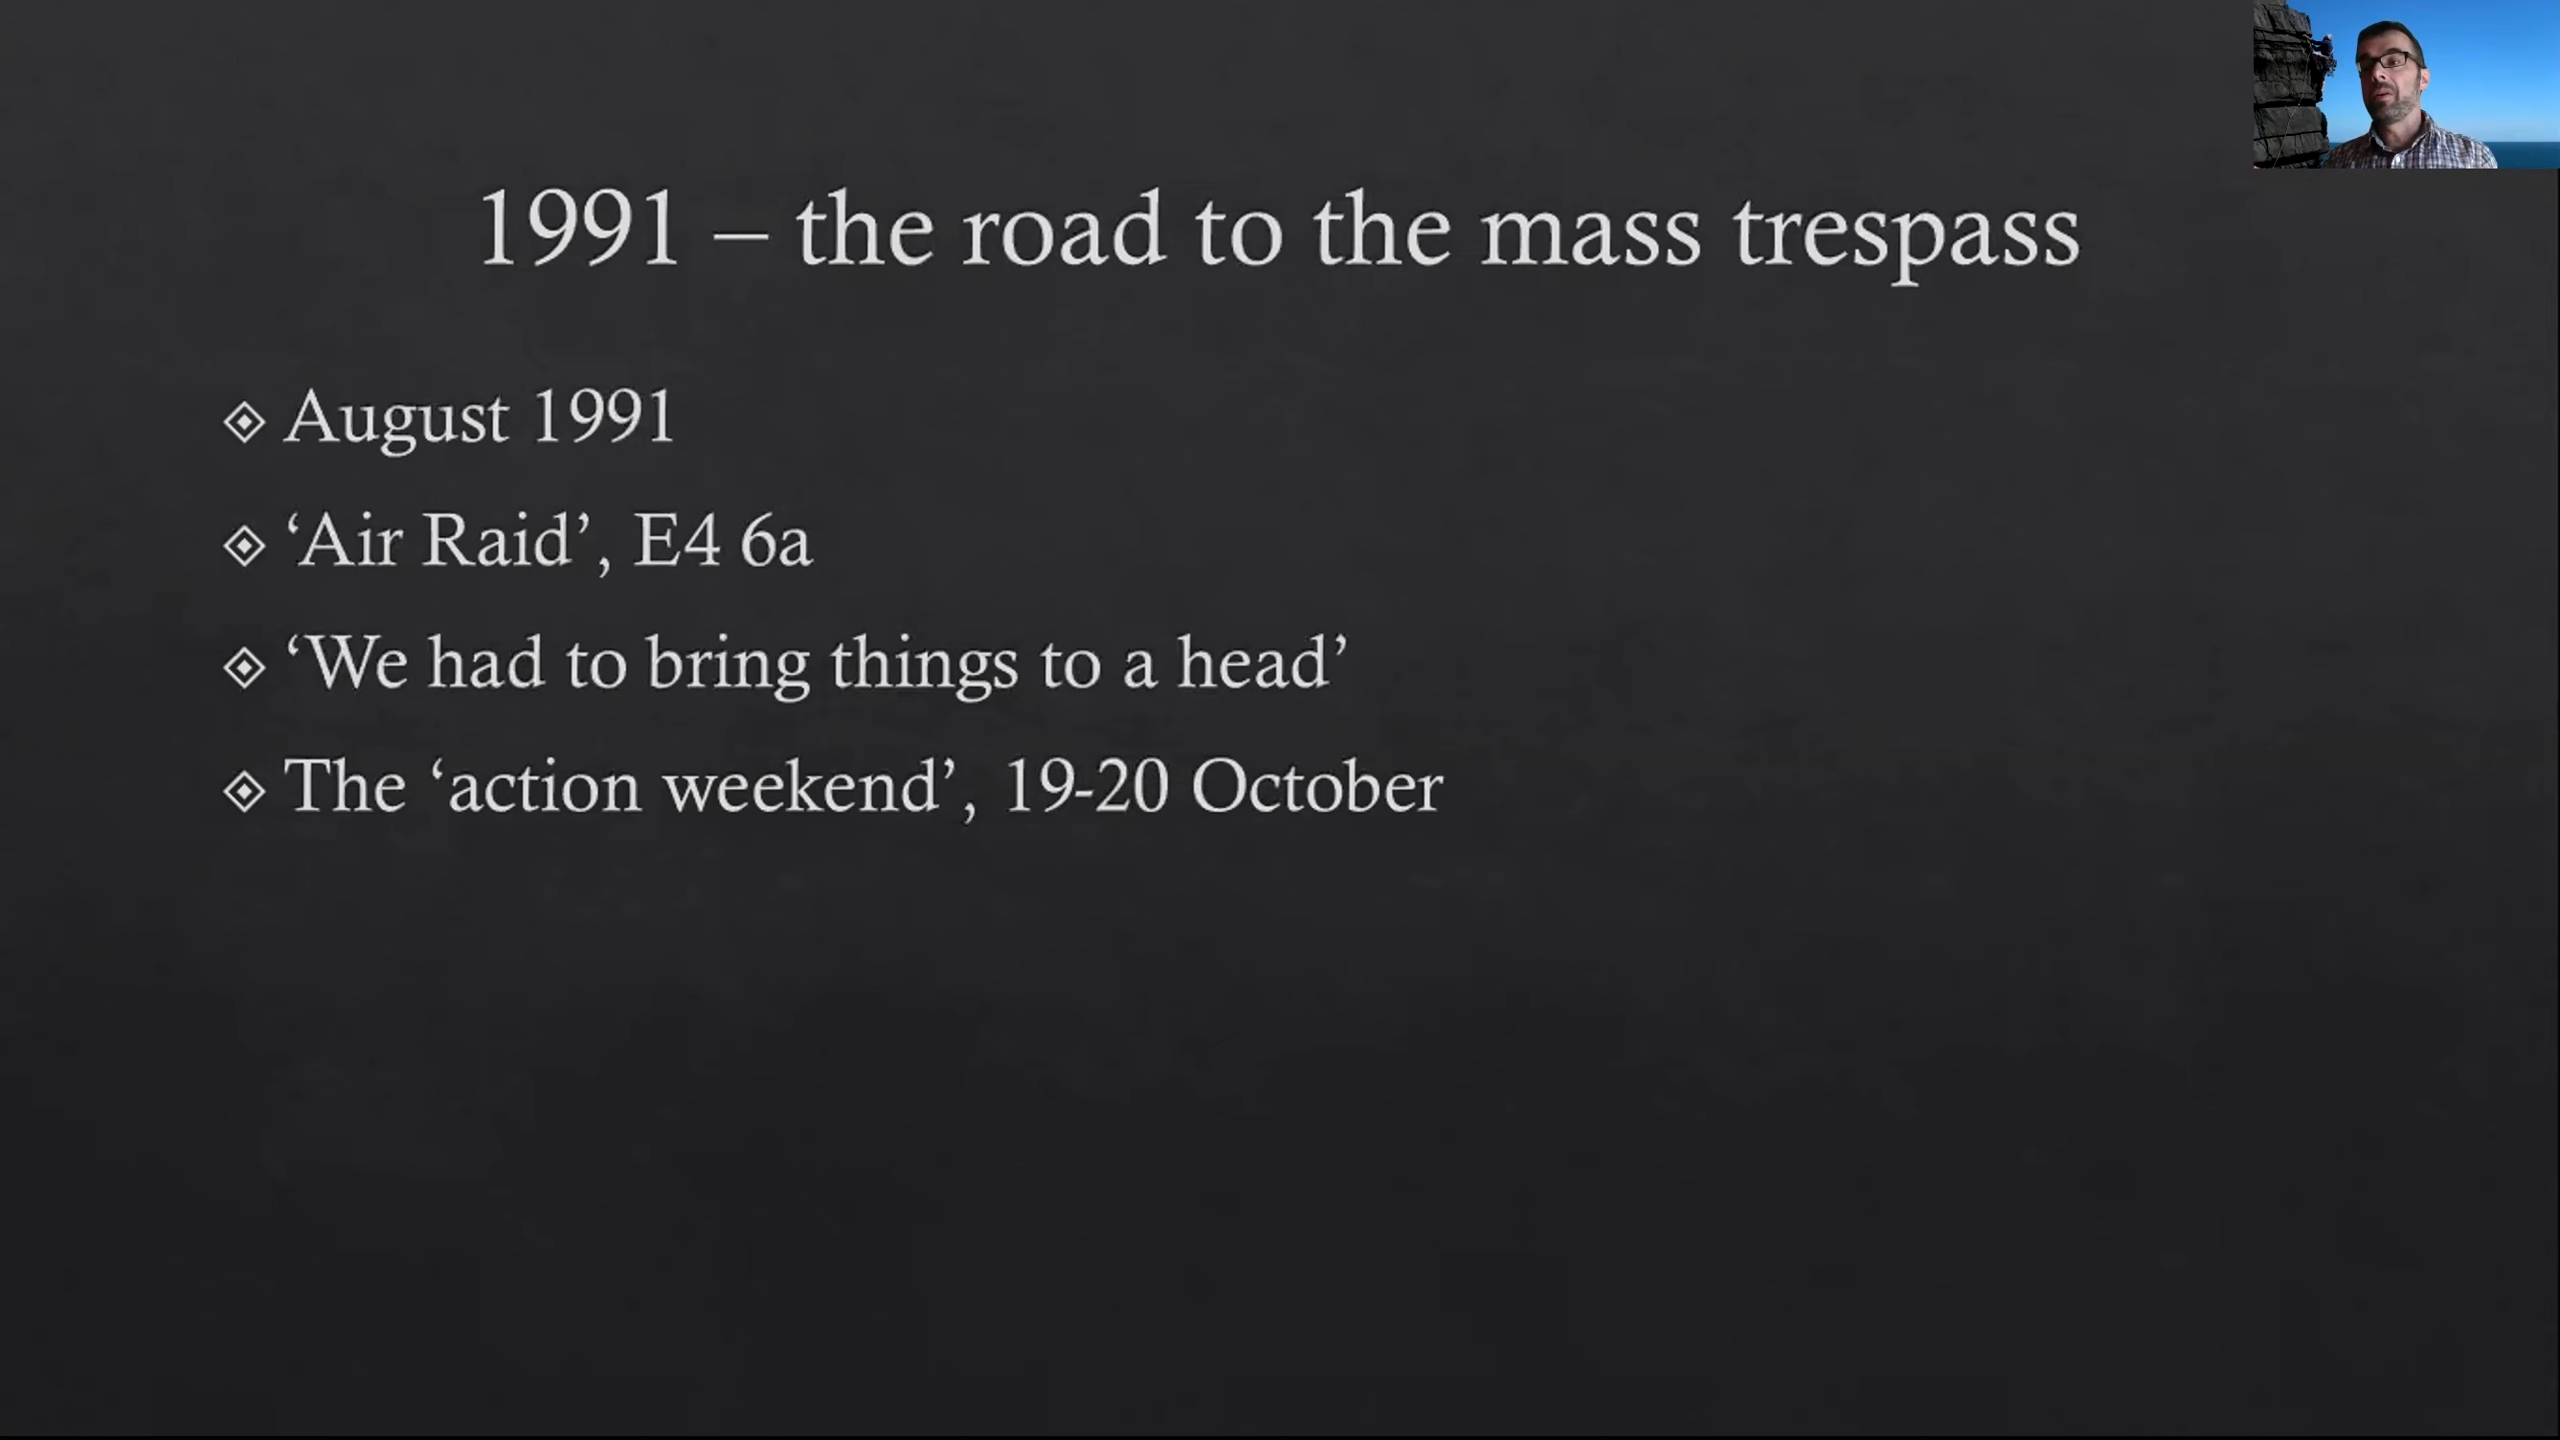 1991 – the road to the mass trespass
August 1991
‘Air Raid’, E4 6a
‘We had to bring things to a head’
The ‘action weekend’, 19-20 October